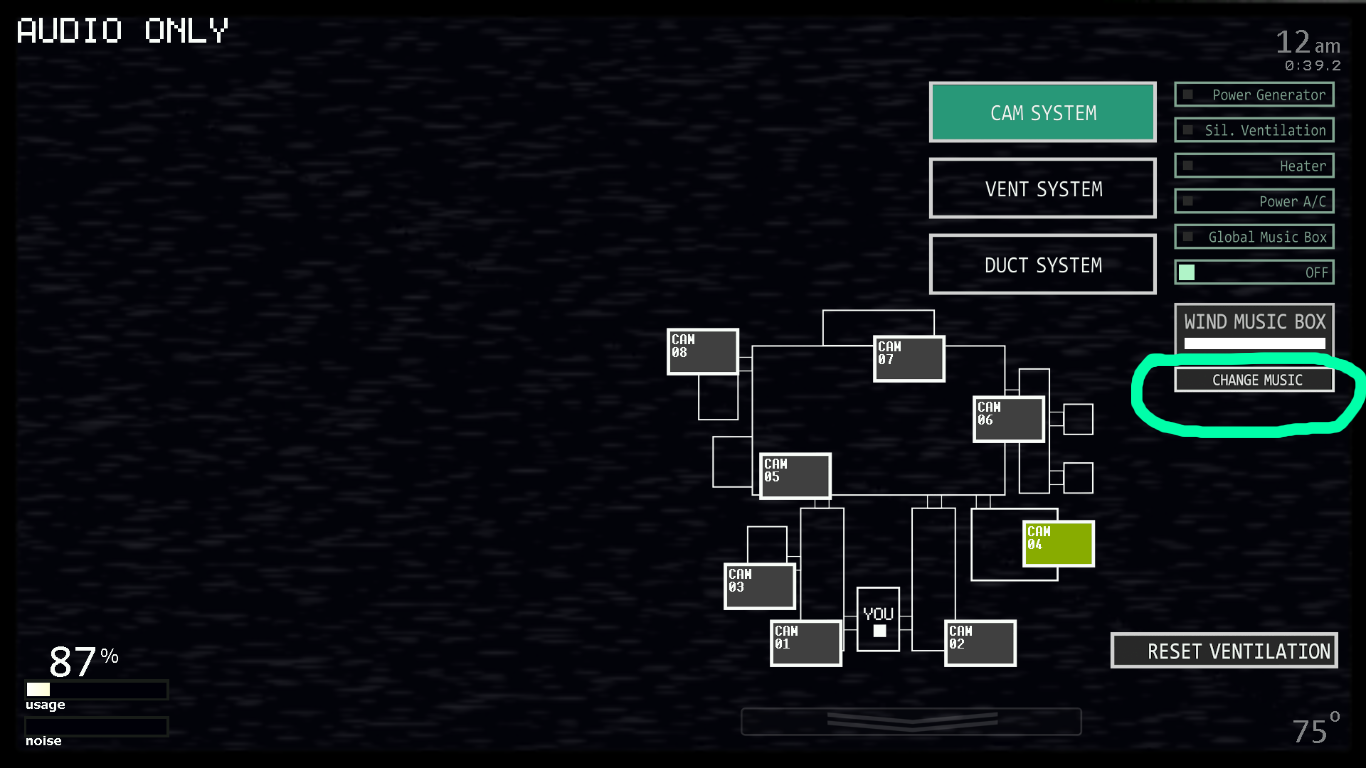 AUDIO ONLY
12 am
0:39.2
CAM SYSTEM
Power Generator
Sil. Ventilation
VENT SYSTEM
Heater
Power A/C
DUCT SYSTEM
Global Music Box
OFF
WIND MUSIC BOX
CHANGE MUSIC
CAM
08
CAM
07
CAM
06
CAM
05
CAM
04
CAM
03
YOU
CAM
01
CAM
02
RESET VENTILATION
87%
usage
noise
75°